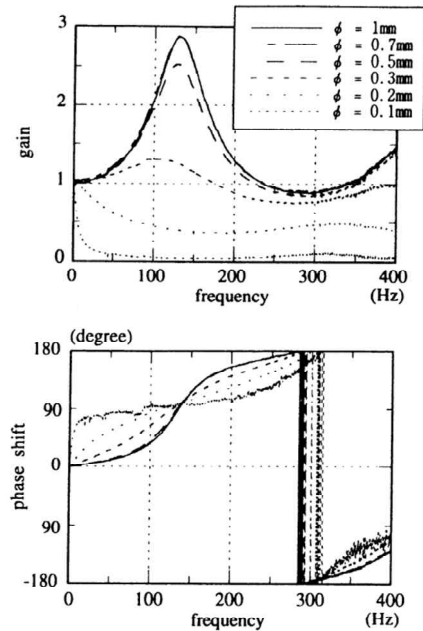 3
2
1
0
gain
φ = 1mm
φ = 0.7mm
φ = 0.5mm
φ = 0.3mm
φ = 0.2mm
φ = 0.1mm
0 100 200 300 400
frequency (Hz)
(degree)
180
90
0
90
-180
phase shift
0 100 200 300 400
frequency (Hz)